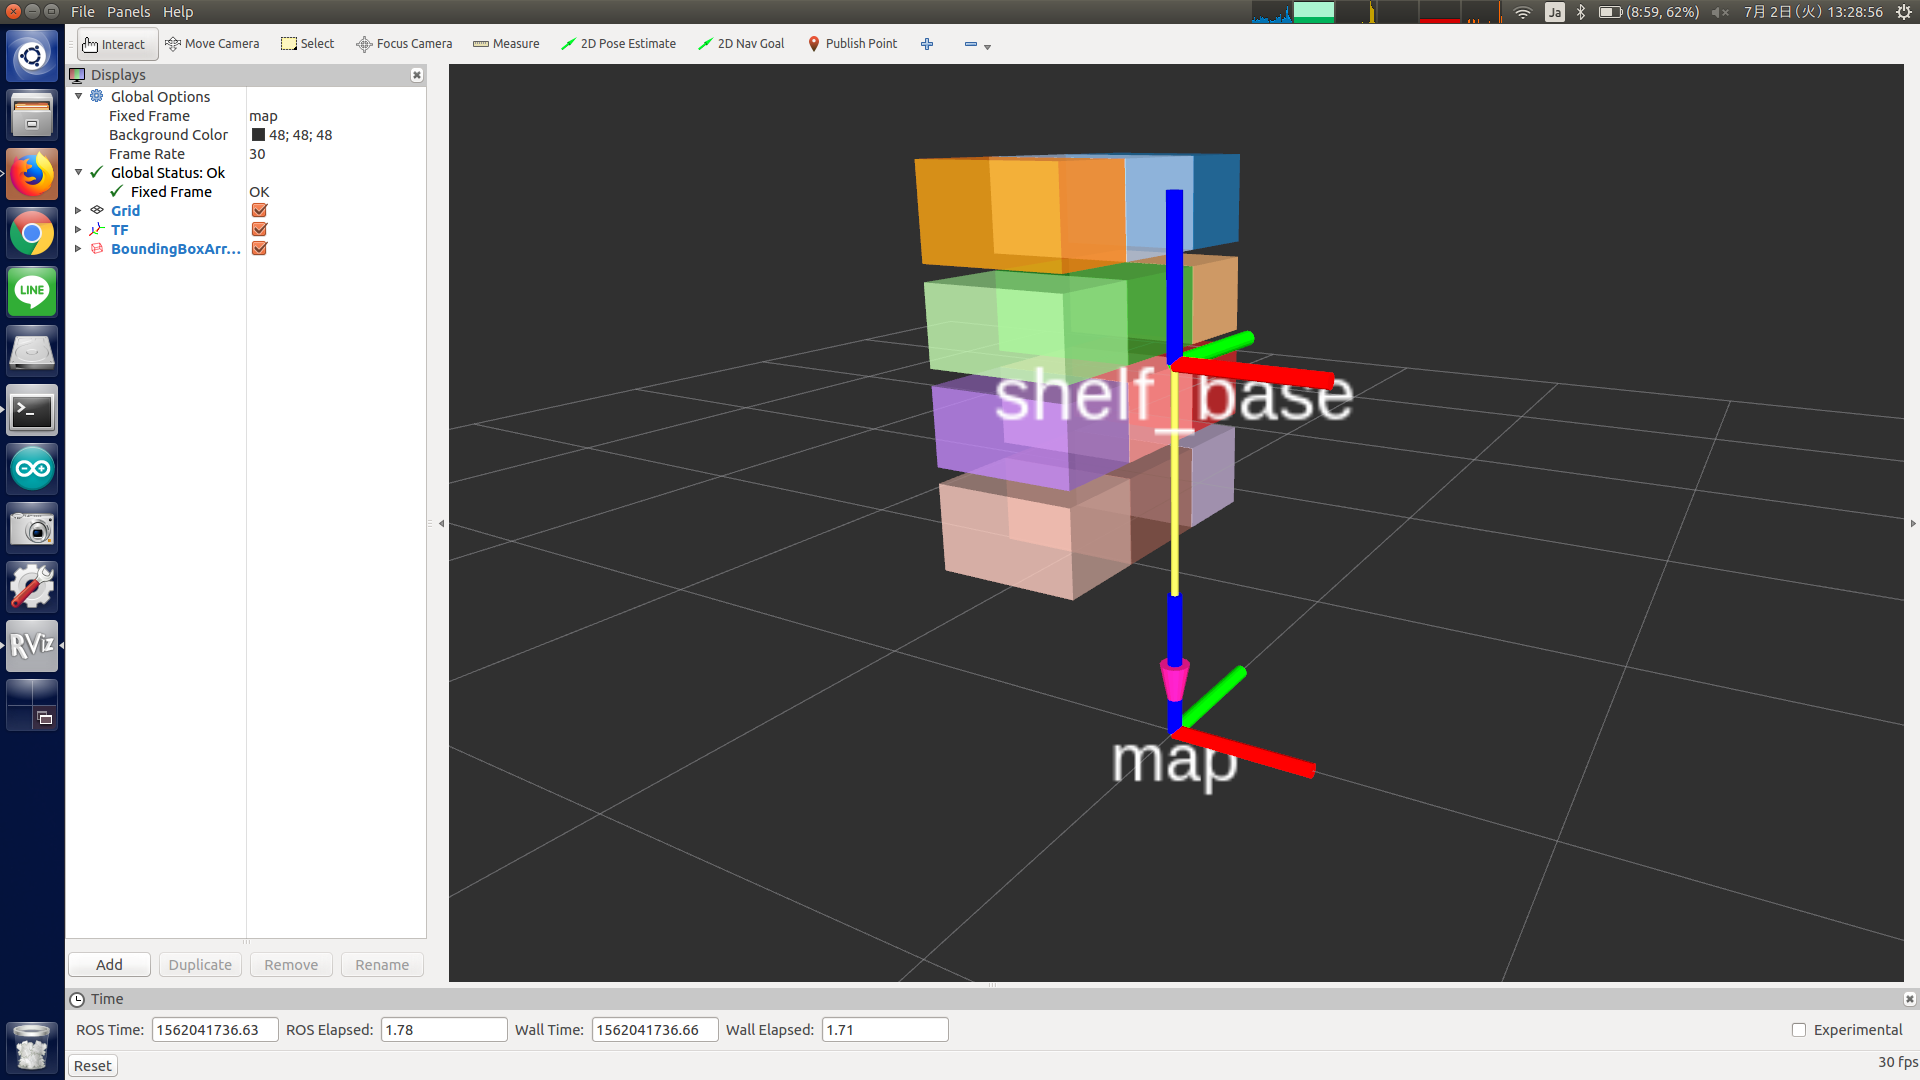 File Panels Help
Ja (8:59, 62%) 7月 2日(火) 13:28:56
Interact Move Camera Select Focus Camera Measure 2D Pose Estimate 2D Nav Goal Publish Point
Displays
Global Options
Fixed Frame map
Background Color 48; 48; 48
Frame Rate 30
Global Status: Ok
Fixed Frame OK
Grid
TF
BoundingBoxArr...
LINE
RViz
shelf_base
map
Add Duplicate Remove Rename
Time
ROS Time: 1562041736.63 ROS Elapsed: 1.78 Wall Time: 1562041736.66 Wall Elapsed: 1.71 Experimental
Reset 30 fps